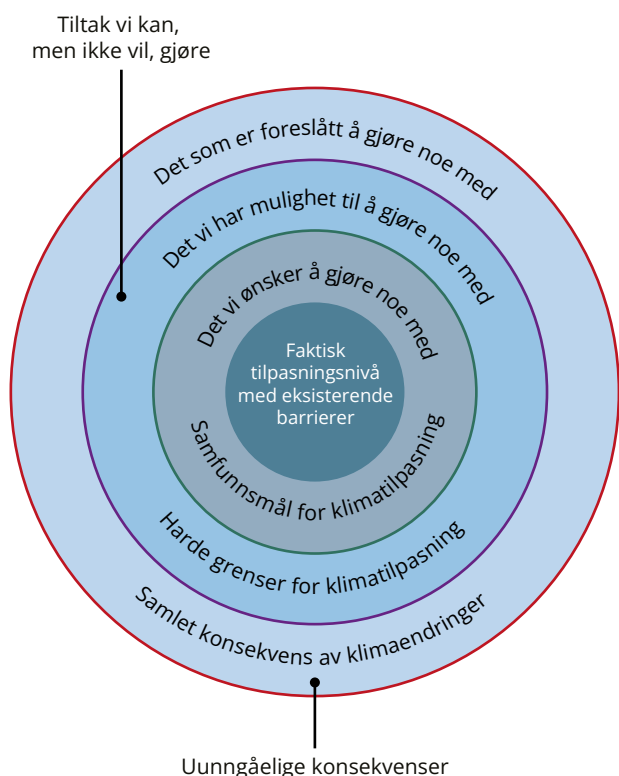 Tiltak vi kan,
men ikke vil, gjøre
Det som er foreslått å gjøre noe med
Det vi har mulighet til å gjøre noe med
Det vi ønsker å gjøre noe med
Faktisk
tilpasningsnivå
med eksisterende
barrierer
Samfunnsmål for klimatilpasning
Harde grenser for klimatilpasning
Samlet konsekvens av klimaendringer
Uunngåelige konsekvenser